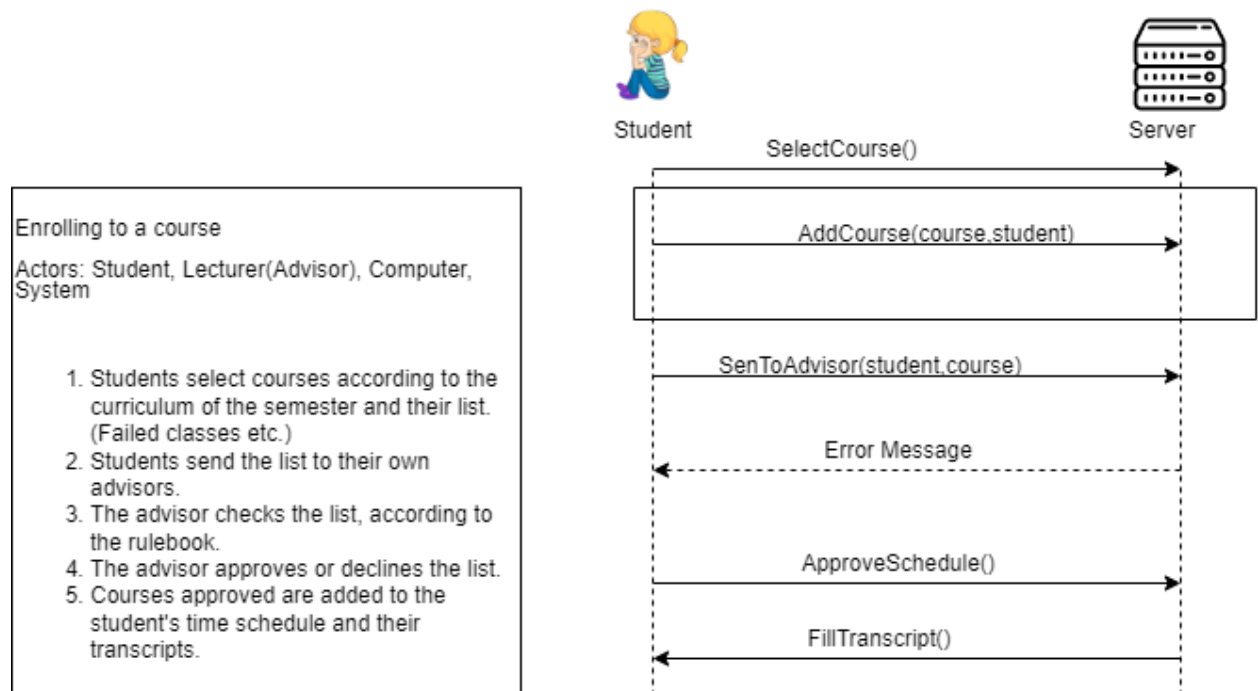 Student
Server
SelectCourse()
Enrolling to a course
Actors: Student, Lecturer(Advisor), Computer,
System
1. Students select courses according to the
curriculum of the semester and their list.
(Failed classes etc.)
2. Students send the list to their own
advisors.
3. The advisor checks the list, according to
the rulebook.
4. The advisor approves or declines the list.
5. Courses approved are added to the
student's time schedule and their
transcripts.
AddCourse(course,student)
SenToAdvisor(student,course)
Error Message
ApproveSchedule()
FillTranscript()